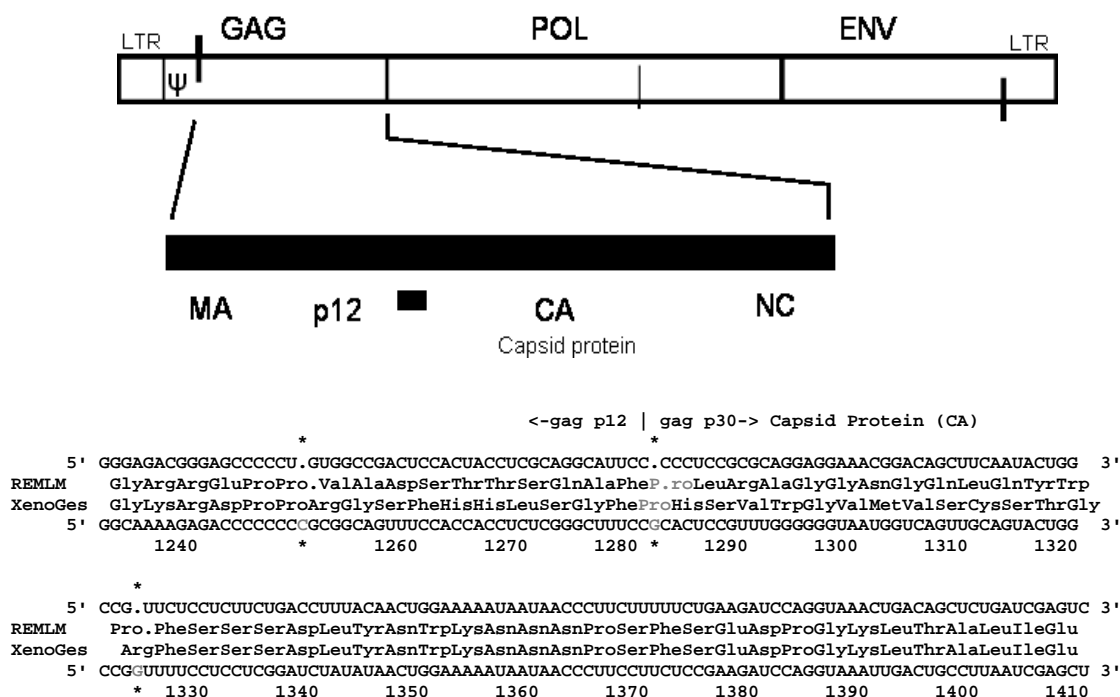 GAG POL ENV
LTR LTR
Ψ
MA p12 CA NC
Capsid protein
<-gag p12 | gag p30-> Capsid Protein (CA)
* *
5' GGGAGACGGGAGCCCCCU.GUGGCCGACUCCACUACCUCGCAGGCAUUCC.CCCUCCGCGCAGGAGGAAACGGACAGCUUCAAUACUGG 3'
REMLM GlyArgArgGluProPro.ValAlaAspSerThrThrSerGlnAlaPheP.roLeuArgAlaGlyGlyAsnGlyGlnLeuGlnTyrTrp
XenoGes GlyLysArgAspProProArgGlySerPheHisHisLeuSerGlyPheProHisSerValTrpGlyValMetValSerCysSerThrGly
5' GGCAAAAGAGACCCCCCCCGCGGCAGUUUCCACCACCUCUCGGGCUUUCCGCACUCCGUUUGGGGGGUAAUGGUCAGUUGCAGUACUGG 3'
1240 * 1260 1270 1280 * 1290 1300 1310 1320
*
5' CCG.UUCUCCUCUUCUGACCUUUACAACUGGAAAAAUAAUAACCCUUCUUUUUCUGAAGAUCCAGGUAAACUGACAGCUCUGAUCGAGUC 3'
REMLM Pro.PheSerSerSerAspLeuTyrAsnTrpLysAsnAsnAsnProSerPheSerGluAspProGlyLysLeuThrAlaLeuIleGlu
XenoGes ArgPheSerSerSerAspLeuTyrAsnTrpLysAsnAsnAsnProSerPheSerGluAspProGlyLysLeuThrAlaLeuIleGlu
5' CCGGUUUUCCUCCUCGGAUCUAUAUAACUGGAAAAAUAAUAACCCUUCCUUCUCCGAAGAUCCAGGUAAAUUGACUGCCUUAAUCGAGCU 3'
* 1330 1340 1350 1360 1370 1380 1390 1400 1410